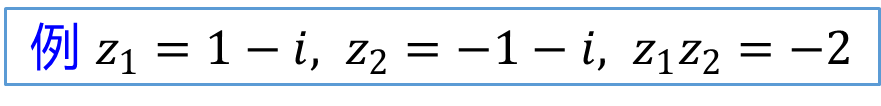 例 z₁ = 1 − i, z₂ = −1 − i, z₁z₂ = −2